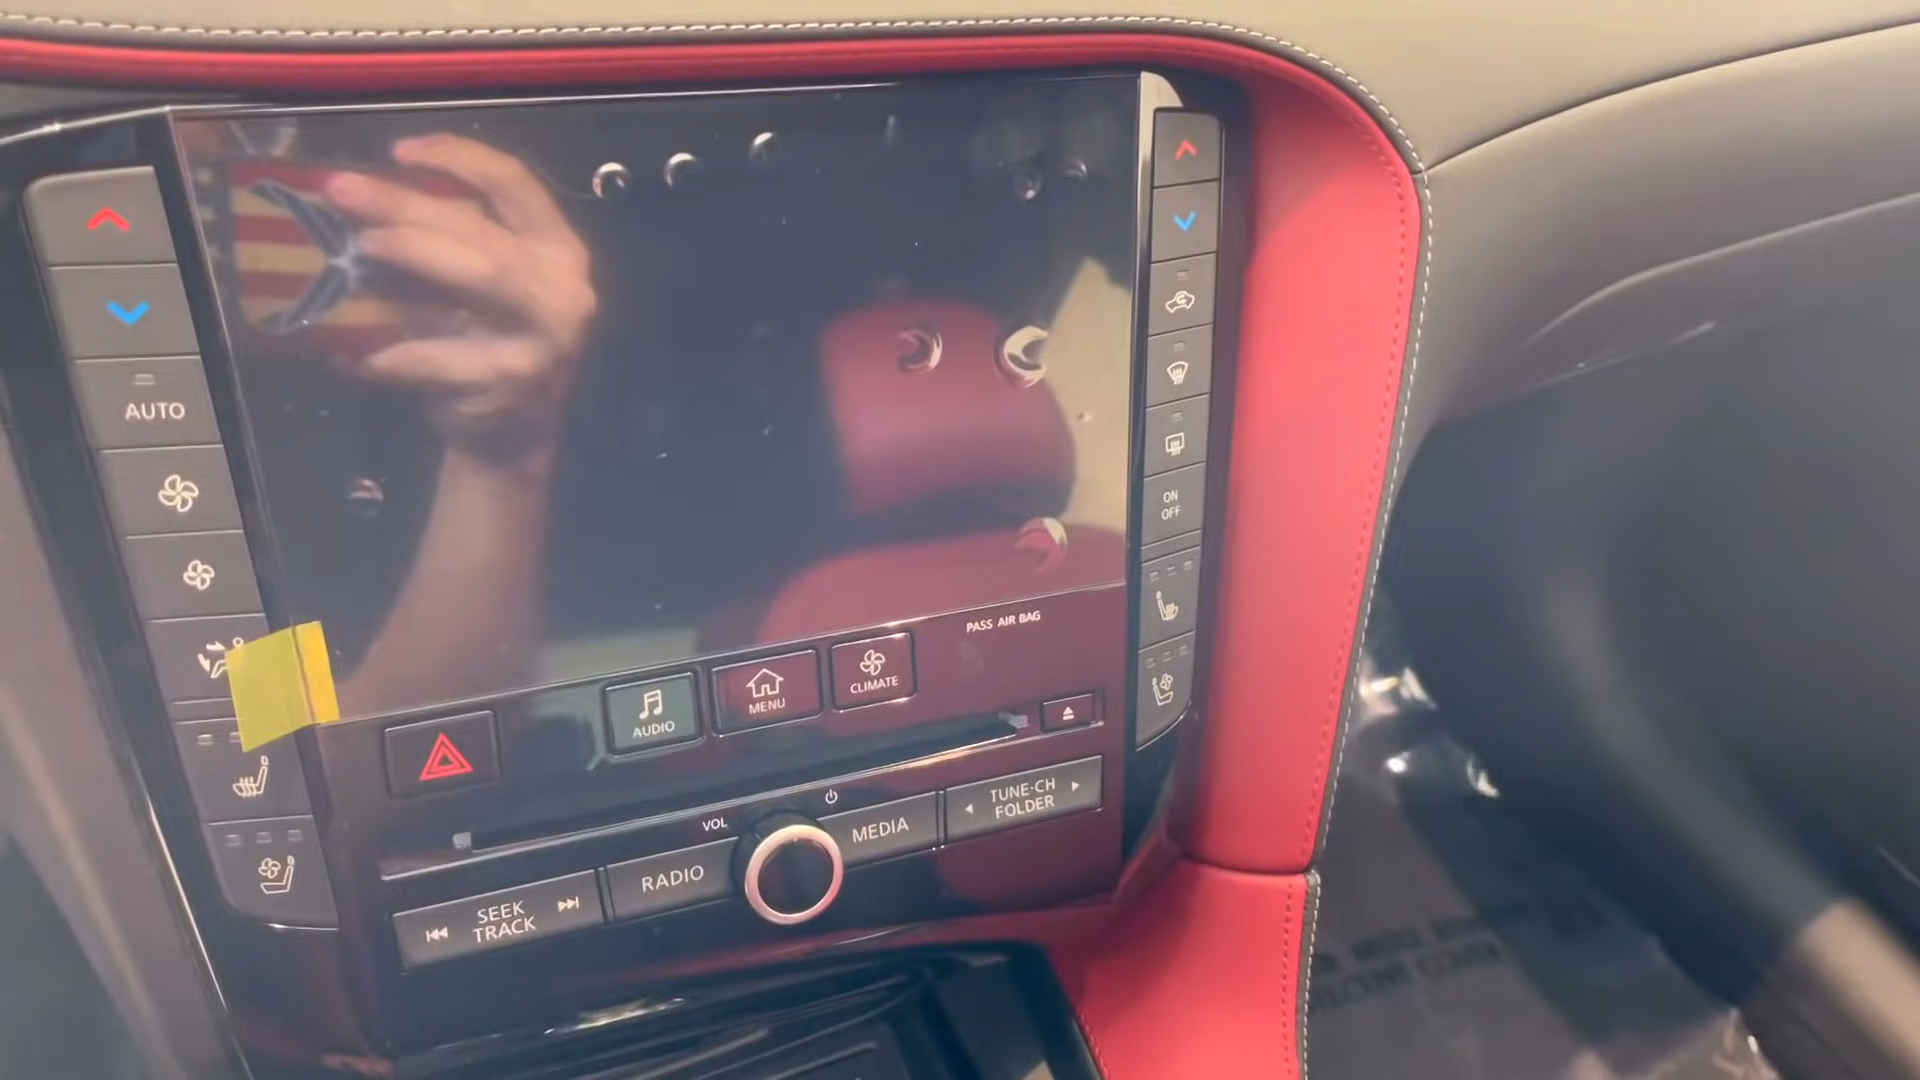 AUTO
ON
OFF
PASS AIR BAG
AUDIO
MENU
CLIMATE
VOL
MEDIA
TUNE·CH
FOLDER
RADIO
SEEK
TRACK